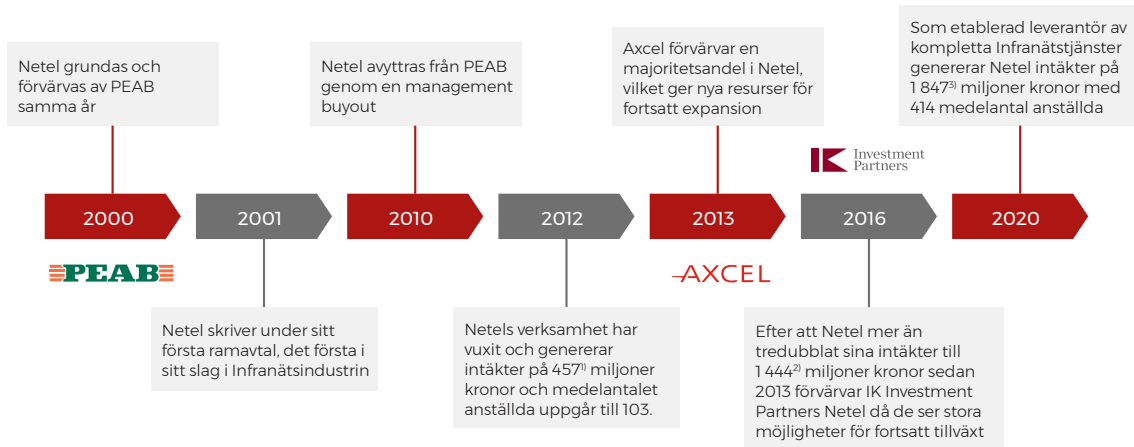 Netel grundas och
förvärvas av PEAB
samma år
Netel avyttras från PEAB
genom en management
buyout
Axcel förvärvar en
majoritetsandel i Netel,
vilket ger nya resurser för
fortsatt expansion
Som etablerad leverantör av
kompletta Infranätstjänster
genererar Netel intäkter på
1 847³⁾ miljoner kronor med
414 medelantal anställda
IK Investment
Partners
2000
2001
2010
2012
2013
2016
2020
PEAB
AXCEL
Netel skriver under sitt
första ramavtal, det första i
sitt slag i Infranätsindustrin
Netels verksamhet har
vuxit och genererar
intäkter på 457¹⁾ miljoner
kronor och medelantalet
anställda uppgår till 103.
Efter att Netel mer än
tredubblat sina intäkter till
1 444²⁾ miljoner kronor sedan
2013 förvärvar IK Investment
Partners Netel då de ser stora
möjligheter för fortsatt tillväxt